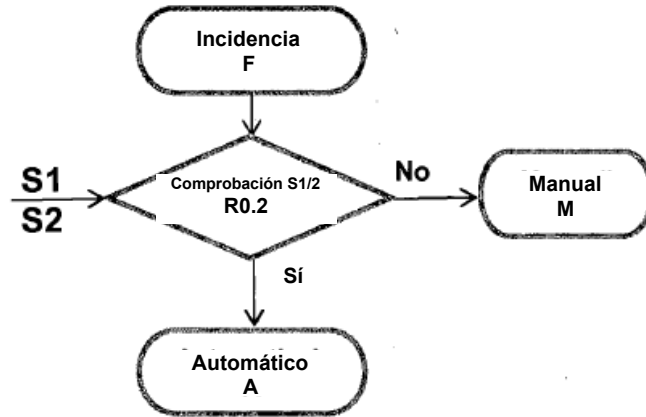 Incidencia
F
S1
S2
Comprobación S1/2
R0.2
No
Manual
M
Sí
Automático
A